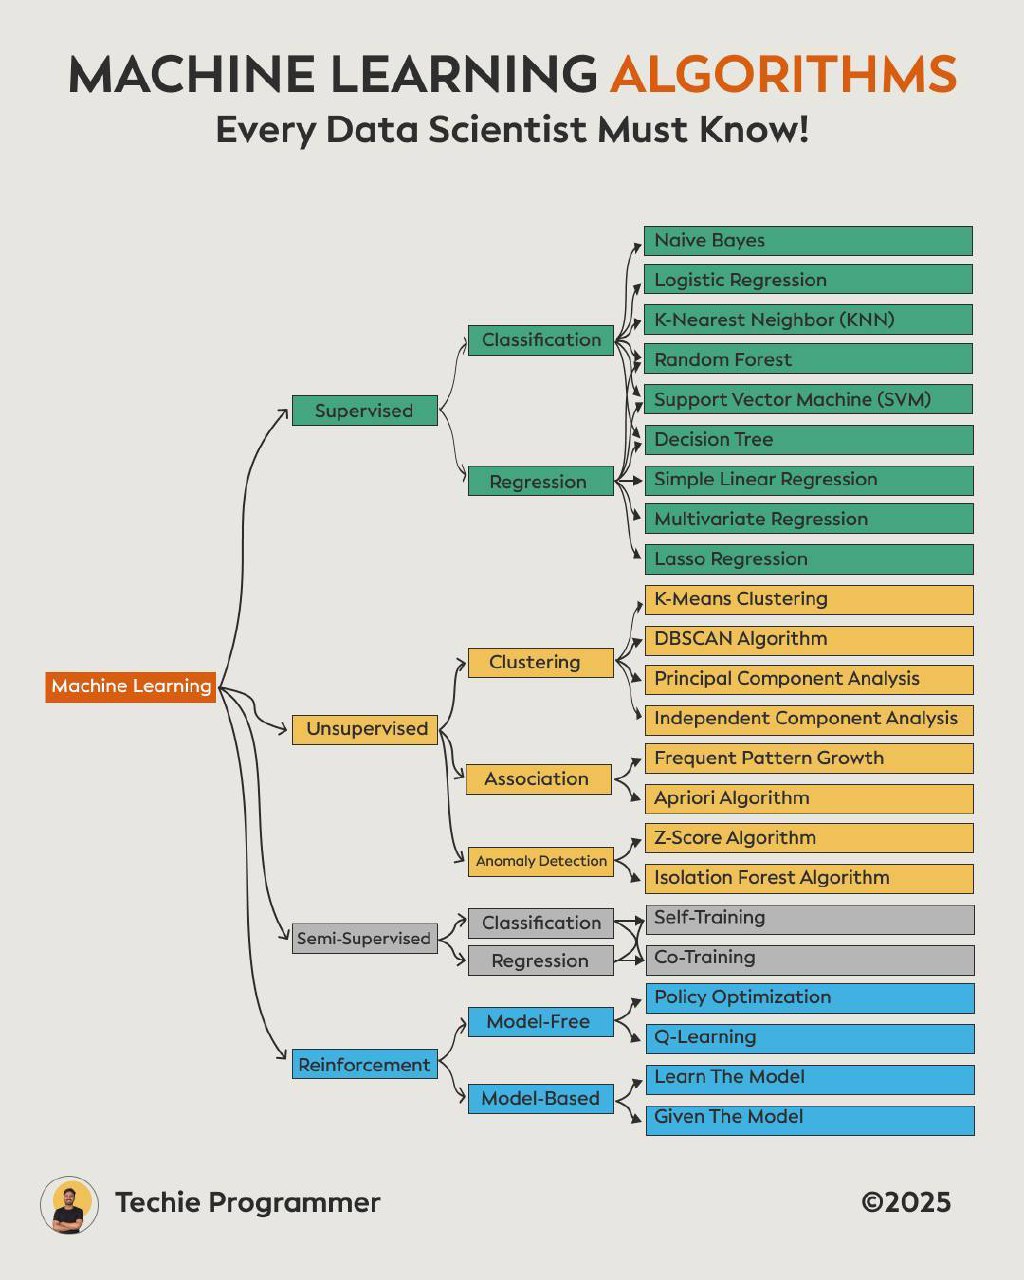 MACHINE LEARNING ALGORITHMS
Every Data Scientist Must Know!
Naive Bayes
Logistic Regression
K-Nearest Neighbor (KNN)
Classification
Random Forest
Support Vector Machine (SVM)
Supervised
Decision Tree
Regression
Simple Linear Regression
Multivariate Regression
Lasso Regression
K-Means Clustering
DBSCAN Algorithm
Clustering
Principal Component Analysis
Machine Learning
Independent Component Analysis
Unsupervised
Frequent Pattern Growth
Association
Apriori Algorithm
Z-Score Algorithm
Anomaly Detection
Isolation Forest Algorithm
Classification
Self-Training
Semi-Supervised
Regression
Co-Training
Policy Optimization
Model-Free
Q-Learning
Reinforcement
Learn The Model
Model-Based
Given The Model
Techie Programmer
©2025